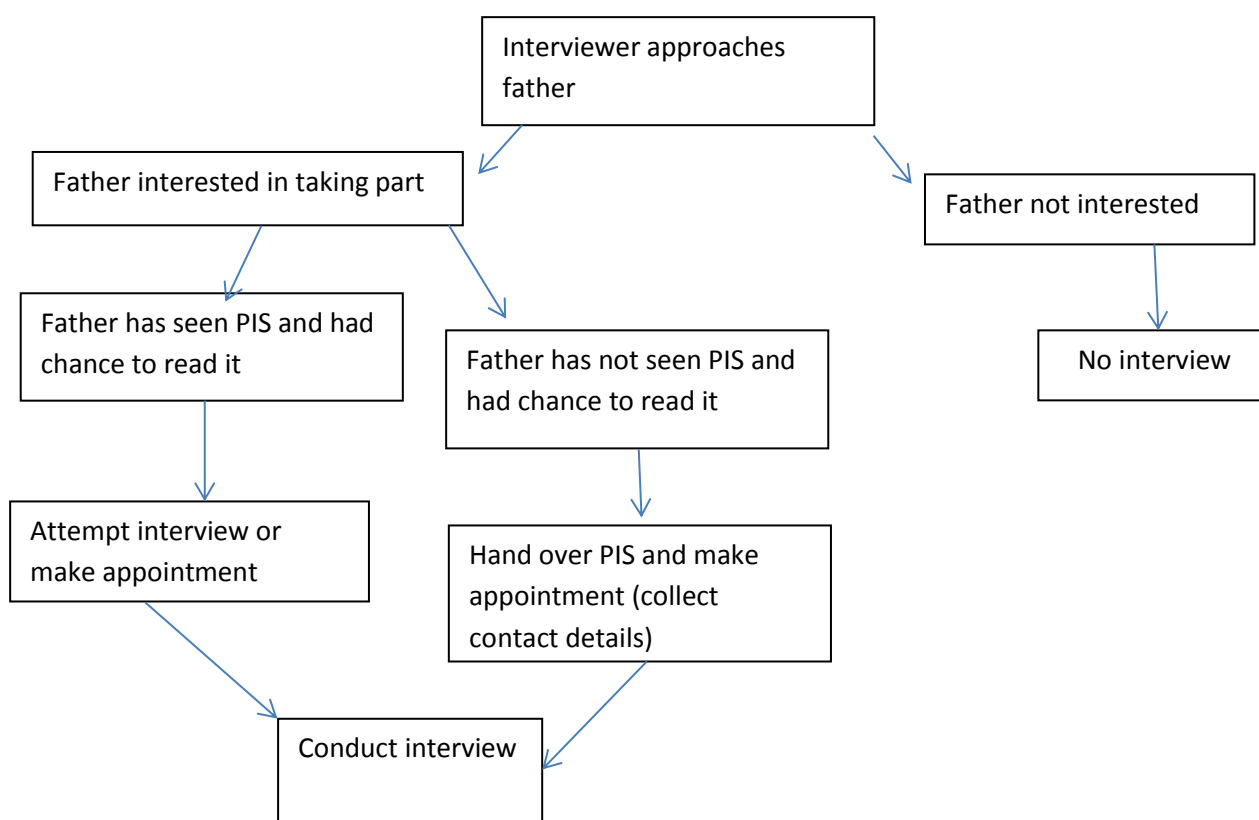 Interviewer approaches
father
Father interested in taking part
Father not interested
Father has seen PIS and had
chance to read it
Father has not seen PIS and
had chance to read it
No interview
Attempt interview or
make appointment
Hand over PIS and make
appointment (collect
contact details)
Conduct interview